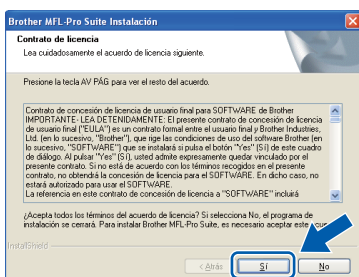 Brother MFL-Pro Suite Instalación
Contrato de licencia
Lea cuidadosamente el acuerdo de licencia siguiente.
Presione la tecla AV PÁG para ver el resto del acuerdo.
Contrato de concesión de licencia de usuario final para SOFTWARE de Brother
IMPORTANTE- LEA DETENIDAMENTE: El presente contrato de concesión de licencia
de usuario final ("EULA") es un contrato formal entre el usuario final y Brother Industries,
Ltd. (en lo sucesivo, "Brother"), que rige las condiciones de uso del software Brother (en
lo sucesivo, "SOFTWARE") que se instalará si pulsa el botón "Yes" (Sí) de este cuadro
de diálogo. Al pulsar "Yes" (Sí), usted admite expresamente quedar vinculado por el
presente contrato. Si no está de acuerdo con los términos recogidos en el presente
contrato, no obtendrá la concesión de licencia para el SOFTWARE. En dicho caso, no
estará autorizado para usar el SOFTWARE.
La referencia en este contrato de concesión de licencia a "SOFTWARE" incluirá
¿Acepta todos los términos del acuerdo de licencia? Si selecciona No, el programa de
instalación se cerrará. Para instalar Brother MFL-Pro Suite, es necesario aceptar este
InstallShield
< Atrás Sí No